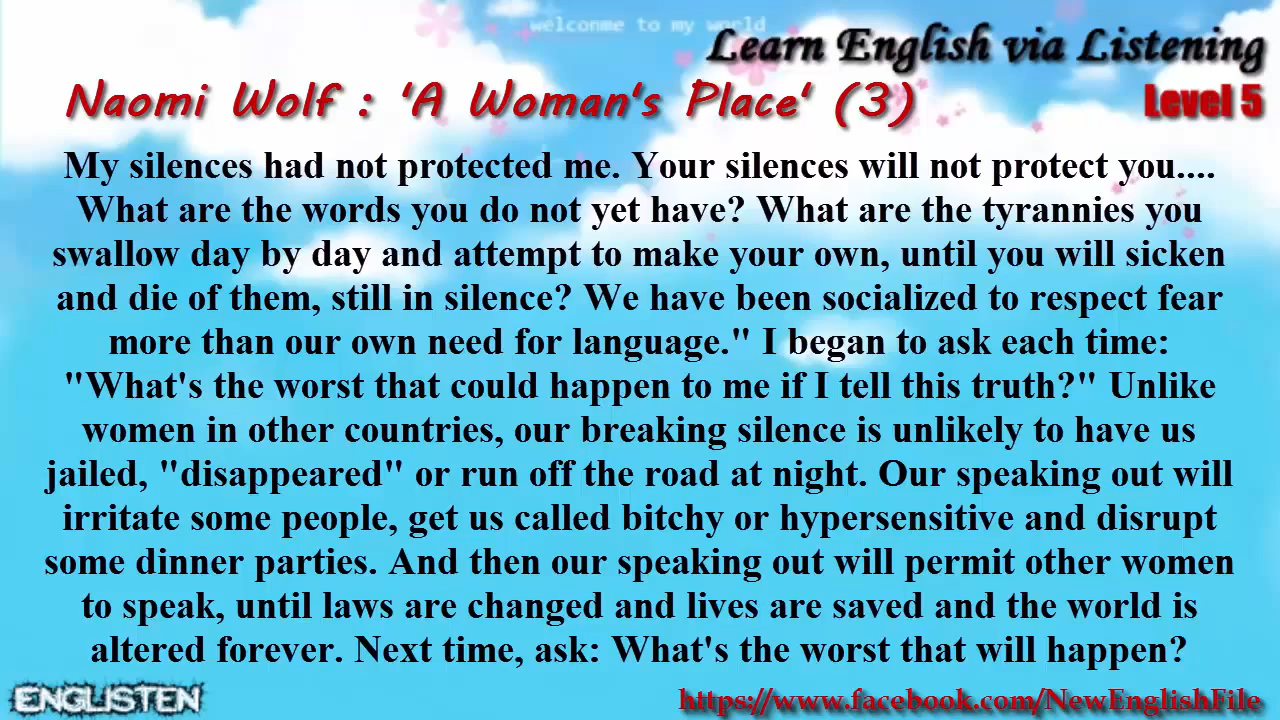 welconme to my world
Learn English via Listening
Naomi Wolf : 'A Woman's Place' (3)
Level 5
My silences had not protected me. Your silences will not protect you....
What are the words you do not yet have? What are the tyrannies you
swallow day by day and attempt to make your own, until you will sicken
and die of them, still in silence? We have been socialized to respect fear
more than our own need for language." I began to ask each time:
"What's the worst that could happen to me if I tell this truth?" Unlike
women in other countries, our breaking silence is unlikely to have us
jailed, "disappeared" or run off the road at night. Our speaking out will
irritate some people, get us called bitchy or hypersensitive and disrupt
some dinner parties. And then our speaking out will permit other women
to speak, until laws are changed and lives are saved and the world is
altered forever. Next time, ask: What's the worst that will happen?
ENGLISTEN
https://www.facebook.com/NewEnglishFile